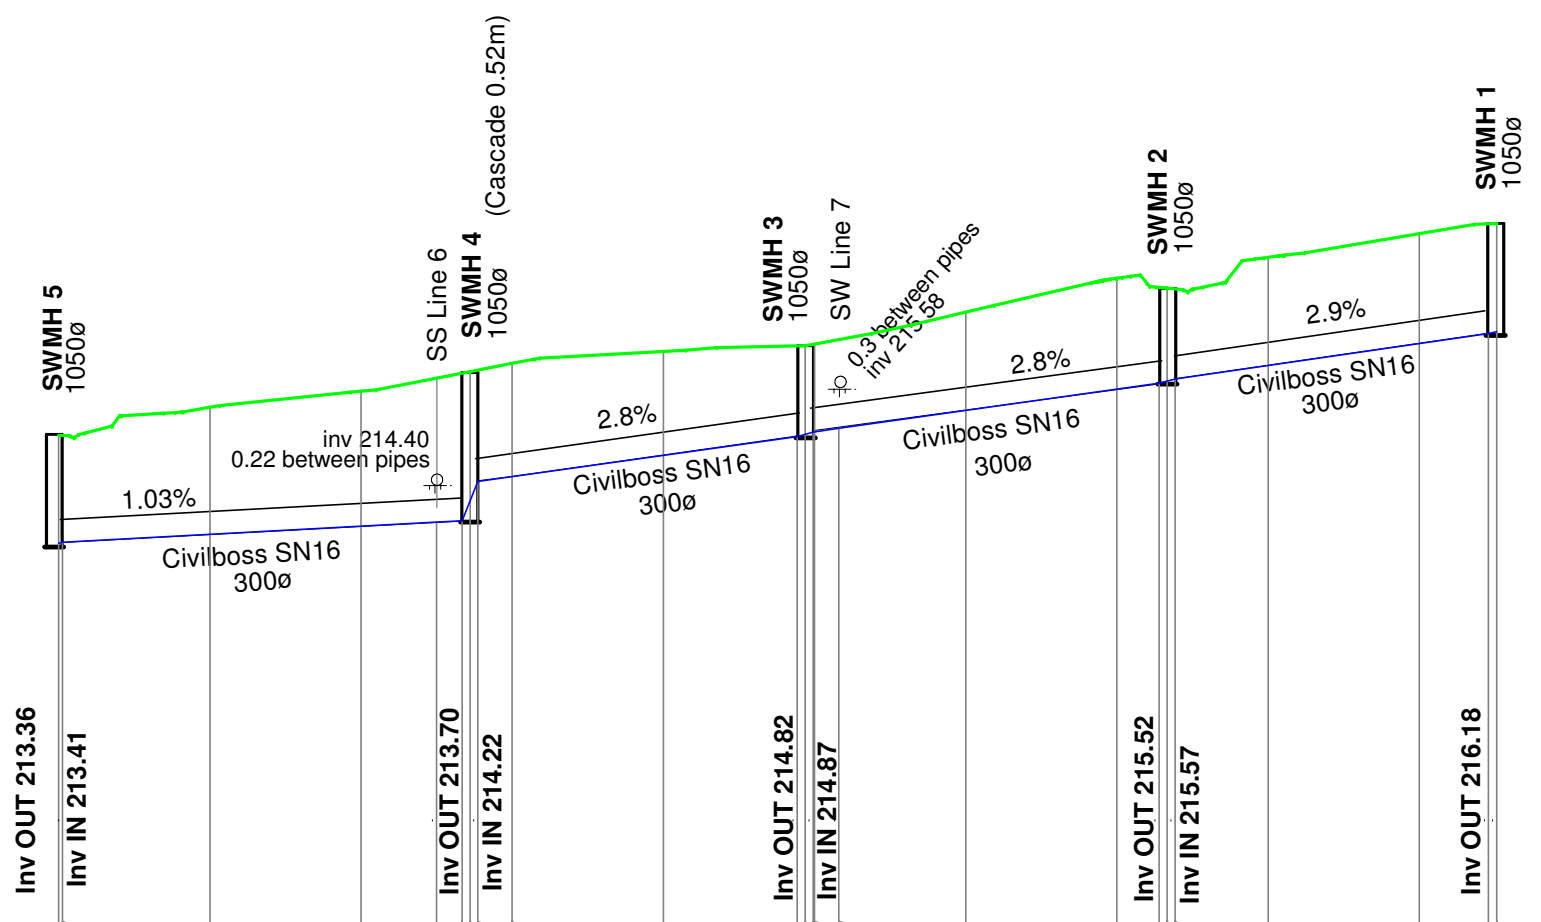 SWMH 5
1050ø
SS Line 6
SWMH 4
1050ø
(Cascade 0.52m)
SWMH 3
1050ø
SW Line 7
0.3 between pipes
inv 215.58
SWMH 2
1050ø
SWMH 1
1050ø
inv 214.40
0.22 between pipes
1.03%
Civilboss SN16
300ø
2.8%
Civilboss SN16
300ø
2.8%
Civilboss SN16
300ø
2.9%
Civilboss SN16
300ø
Inv OUT 213.36
Inv IN 213.41
Inv OUT 213.70
Inv IN 214.22
Inv OUT 214.82
Inv IN 214.87
Inv OUT 215.52
Inv IN 215.57
Inv OUT 216.18